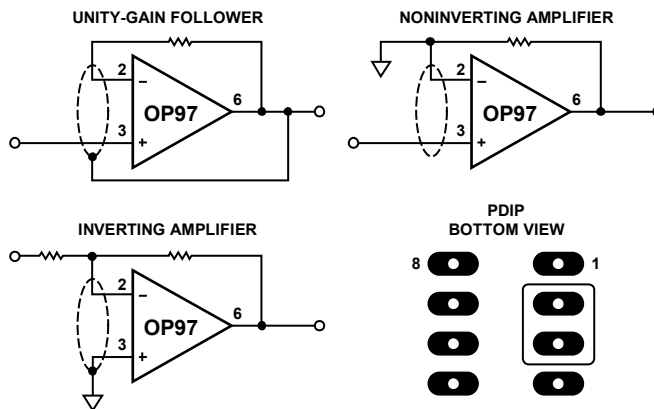 UNITY-GAIN FOLLOWER
2
−
OP97
6
3
+
NONINVERTING AMPLIFIER
2
−
OP97
6
3
+
INVERTING AMPLIFIER
2
−
OP97
6
3
+
PDIP
BOTTOM VIEW
8
1